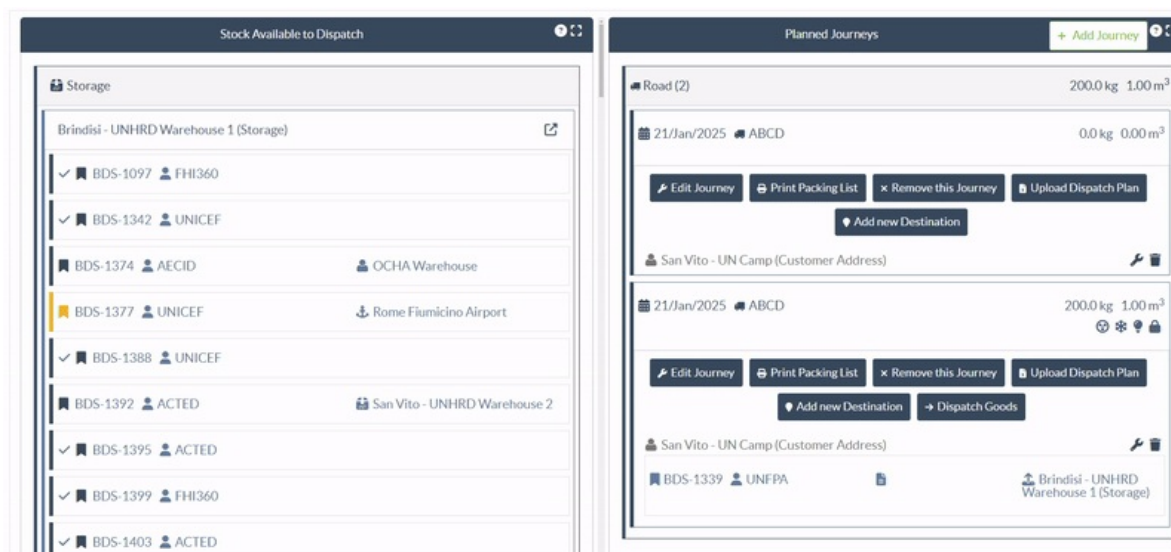 Stock Available to Dispatch
Storage
Brindisi - UNHRD Warehouse 1 (Storage)
BDS-1097 FHI360
BDS-1342 UNICEF
BDS-1374 AECID OCHA Warehouse
BDS-1377 UNICEF Rome Fiumicino Airport
BDS-1388 UNICEF
BDS-1392 ACTED San Vito - UNHRD Warehouse 2
BDS-1395 ACTED
BDS-1399 FHI360
BDS-1403 ACTED
Planned Journeys + Add Journey
Road (2) 200.0 kg 1.00 m³
21/Jan/2025 ABCD 0.0 kg 0.00 m³
Edit Journey Print Packing List × Remove this Journey Upload Dispatch Plan
Add new Destination
San Vito - UN Camp (Customer Address)
21/Jan/2025 ABCD 200.0 kg 1.00 m³
Edit Journey Print Packing List × Remove this Journey Upload Dispatch Plan
Add new Destination → Dispatch Goods
San Vito - UN Camp (Customer Address)
BDS-1339 UNFPA Brindisi - UNHRD
Warehouse 1 (Storage)